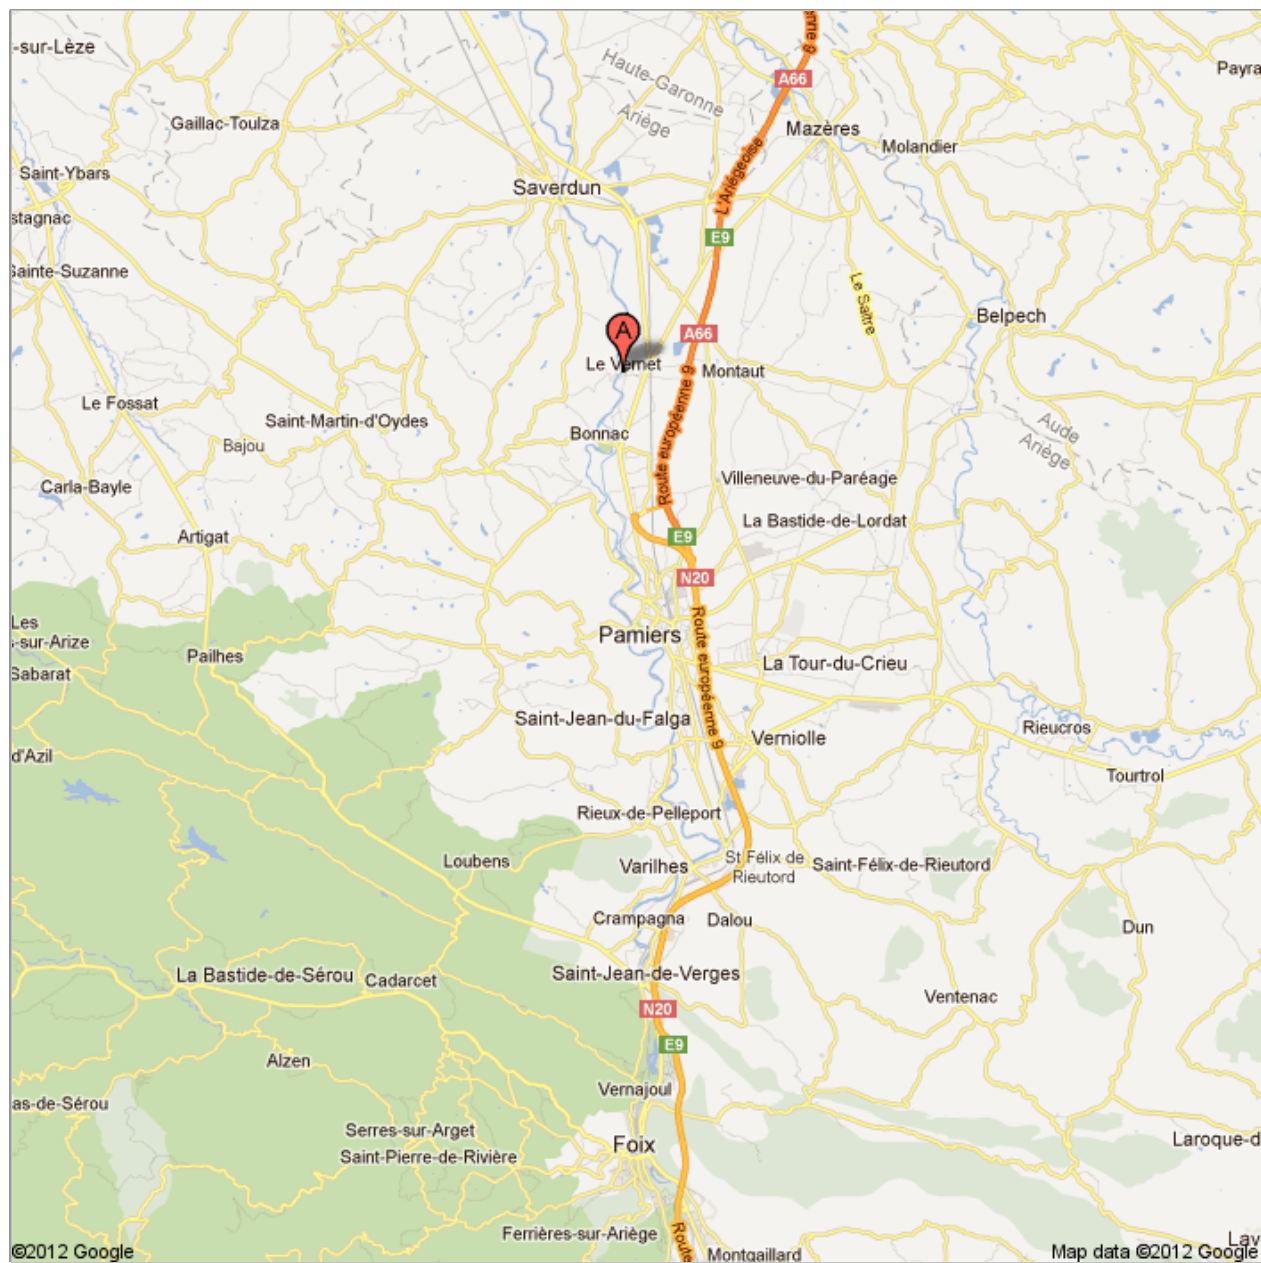 anne 9
-sur-Lèze
Haute-Garonne
A66
Payra
Gaillac-Toulza
Ariège
Mazères
Molandier
L'Ariégeoise
Saint-Ybars
Saverdun
stagnac
E9
Sainte-Suzanne
Le Saltre
Belpech
A
A66
Le Vernet
Montaut
Route européenne 9
Le Fossat
Saint-Martin-d'Oydes
Bonnac
Aude
Ariège
Bajou
Carla-Bayle
Villeneuve-du-Paréage
La Bastide-de-Lordat
Artigat
E9
N20
Les
s-sur-Arize
Pamiers
Route européenne 9
Pailhes
La Tour-du-Crieu
Sabarat
Saint-Jean-du-Falga
Rieucros
Verniolle
d'Azil
Tourtrol
Rieux-de-Pelleport
Loubens
Varilhes
St Félix de
Rieutord
Saint-Félix-de-Rieutord
Crampagna
Dalou
Dun
La Bastide-de-Sérou
Cadarcet
Saint-Jean-de-Verges
Ventenac
N20
E9
Alzen
Vernajoul
as-de-Sérou
Serres-sur-Arget
Foix
Laroque-d
Saint-Pierre-de-Rivière
Ferrières-sur-Ariège
Route
Lav
Montgaillard
©2012 Google
Map data ©2012 Google